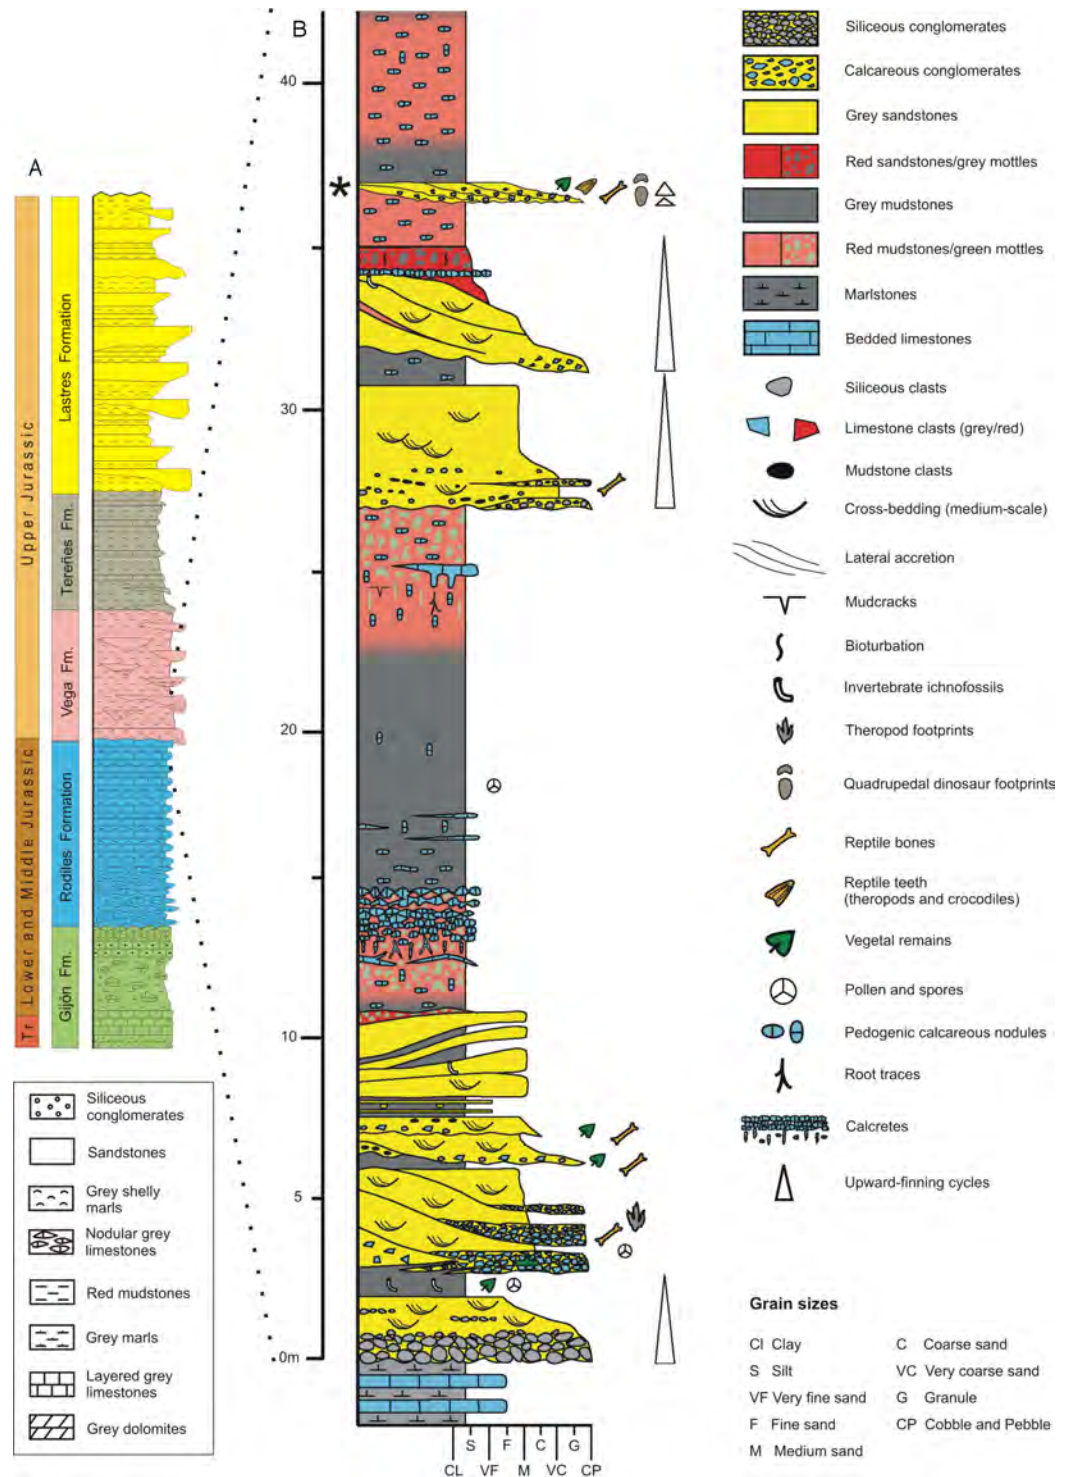 A
Upper Jurassic
Lower and Middle Jurassic
Tr
Lastres Formation
Tereñes Fm.
Vega Fm.
Rodiles Formation
Gijón Fm.
Siliceous
conglomerates
Sandstones
Grey shelly
marls
Nodular grey
limestones
Red mudstones
Grey marls
Layered grey
limestones
Grey dolomites
B
40
*
30
20
10
5
0m
S
F
C
G
CL
VF
M
VC
CP
Siliceous conglomerates
Calcareous conglomerates
Grey sandstones
Red sandstones/grey mottles
Grey mudstones
Red mudstones/green mottles
Marlstones
Bedded limestones
Siliceous clasts
Limestone clasts (grey/red)
Mudstone clasts
Cross-bedding (medium-scale)
Lateral accretion
Mudcracks
Bioturbation
Invertebrate ichnofossils
Theropod footprints
Quadrupedal dinosaur footprints
Reptile bones
Reptile teeth
(theropods and crocodiles)
Vegetal remains
Pollen and spores
Pedogenic calcareous nodules
Root traces
Calcretes
Upward-finning cycles
Grain sizes
Cl Clay
S Silt
VF Very fine sand
F Fine sand
M Medium sand
C Coarse sand
VC Very coarse sand
G Granule
CP Cobble and Pebble